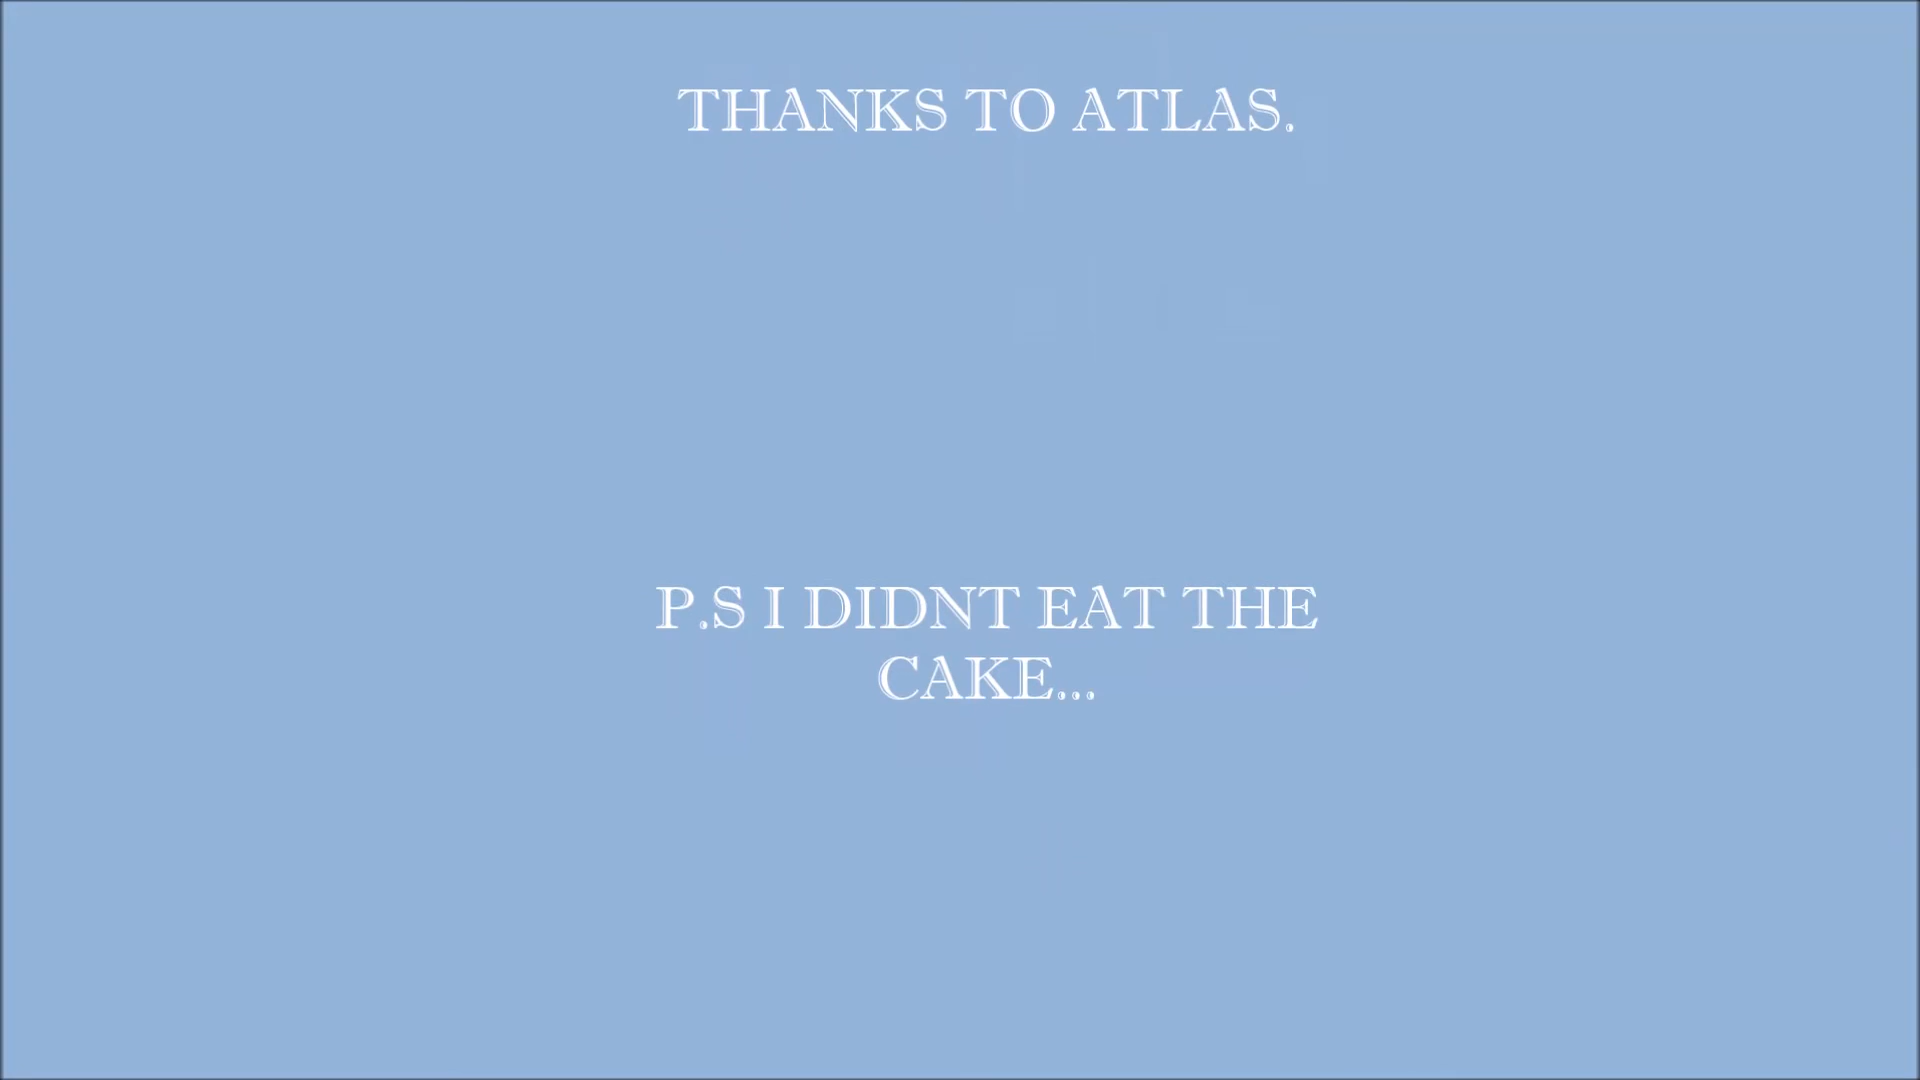 THANKS TO ATLAS.
P.S I DIDNT EAT THE
CAKE...